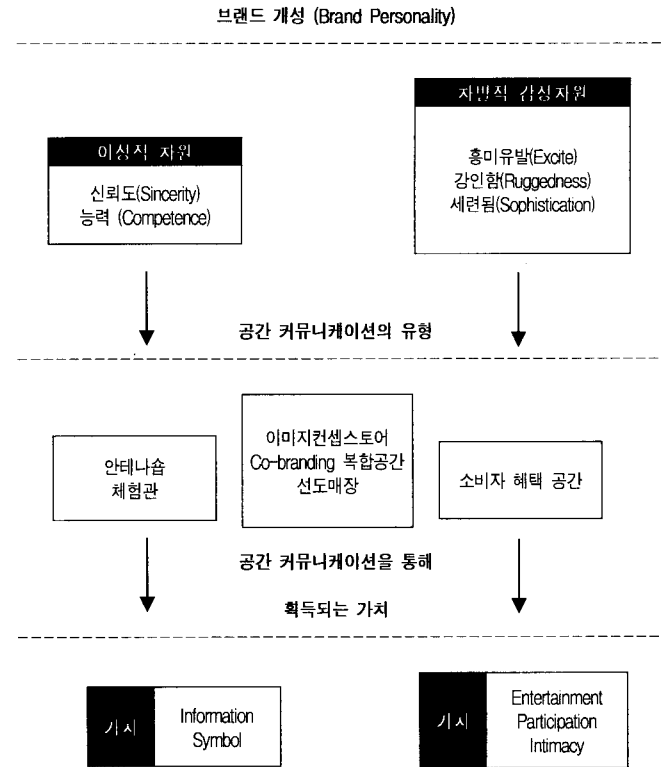 브랜드 개성 (Brand Personality)
이성적 자원
신뢰도(Sincerity)
능력 (Competence)
자발적 감성자원
흥미유발(Excite)
강인함(Ruggedness)
세련됨(Sophistication)
공간 커뮤니케이션의 유형
안테나숍
체험관
이미지컨셉스토어
Co-branding 복합공간
선도매장
소비자 혜택 공간
공간 커뮤니케이션을 통해
획득되는 가치
가치
Information
Symbol
가치
Entertainment
Participation
Intimacy